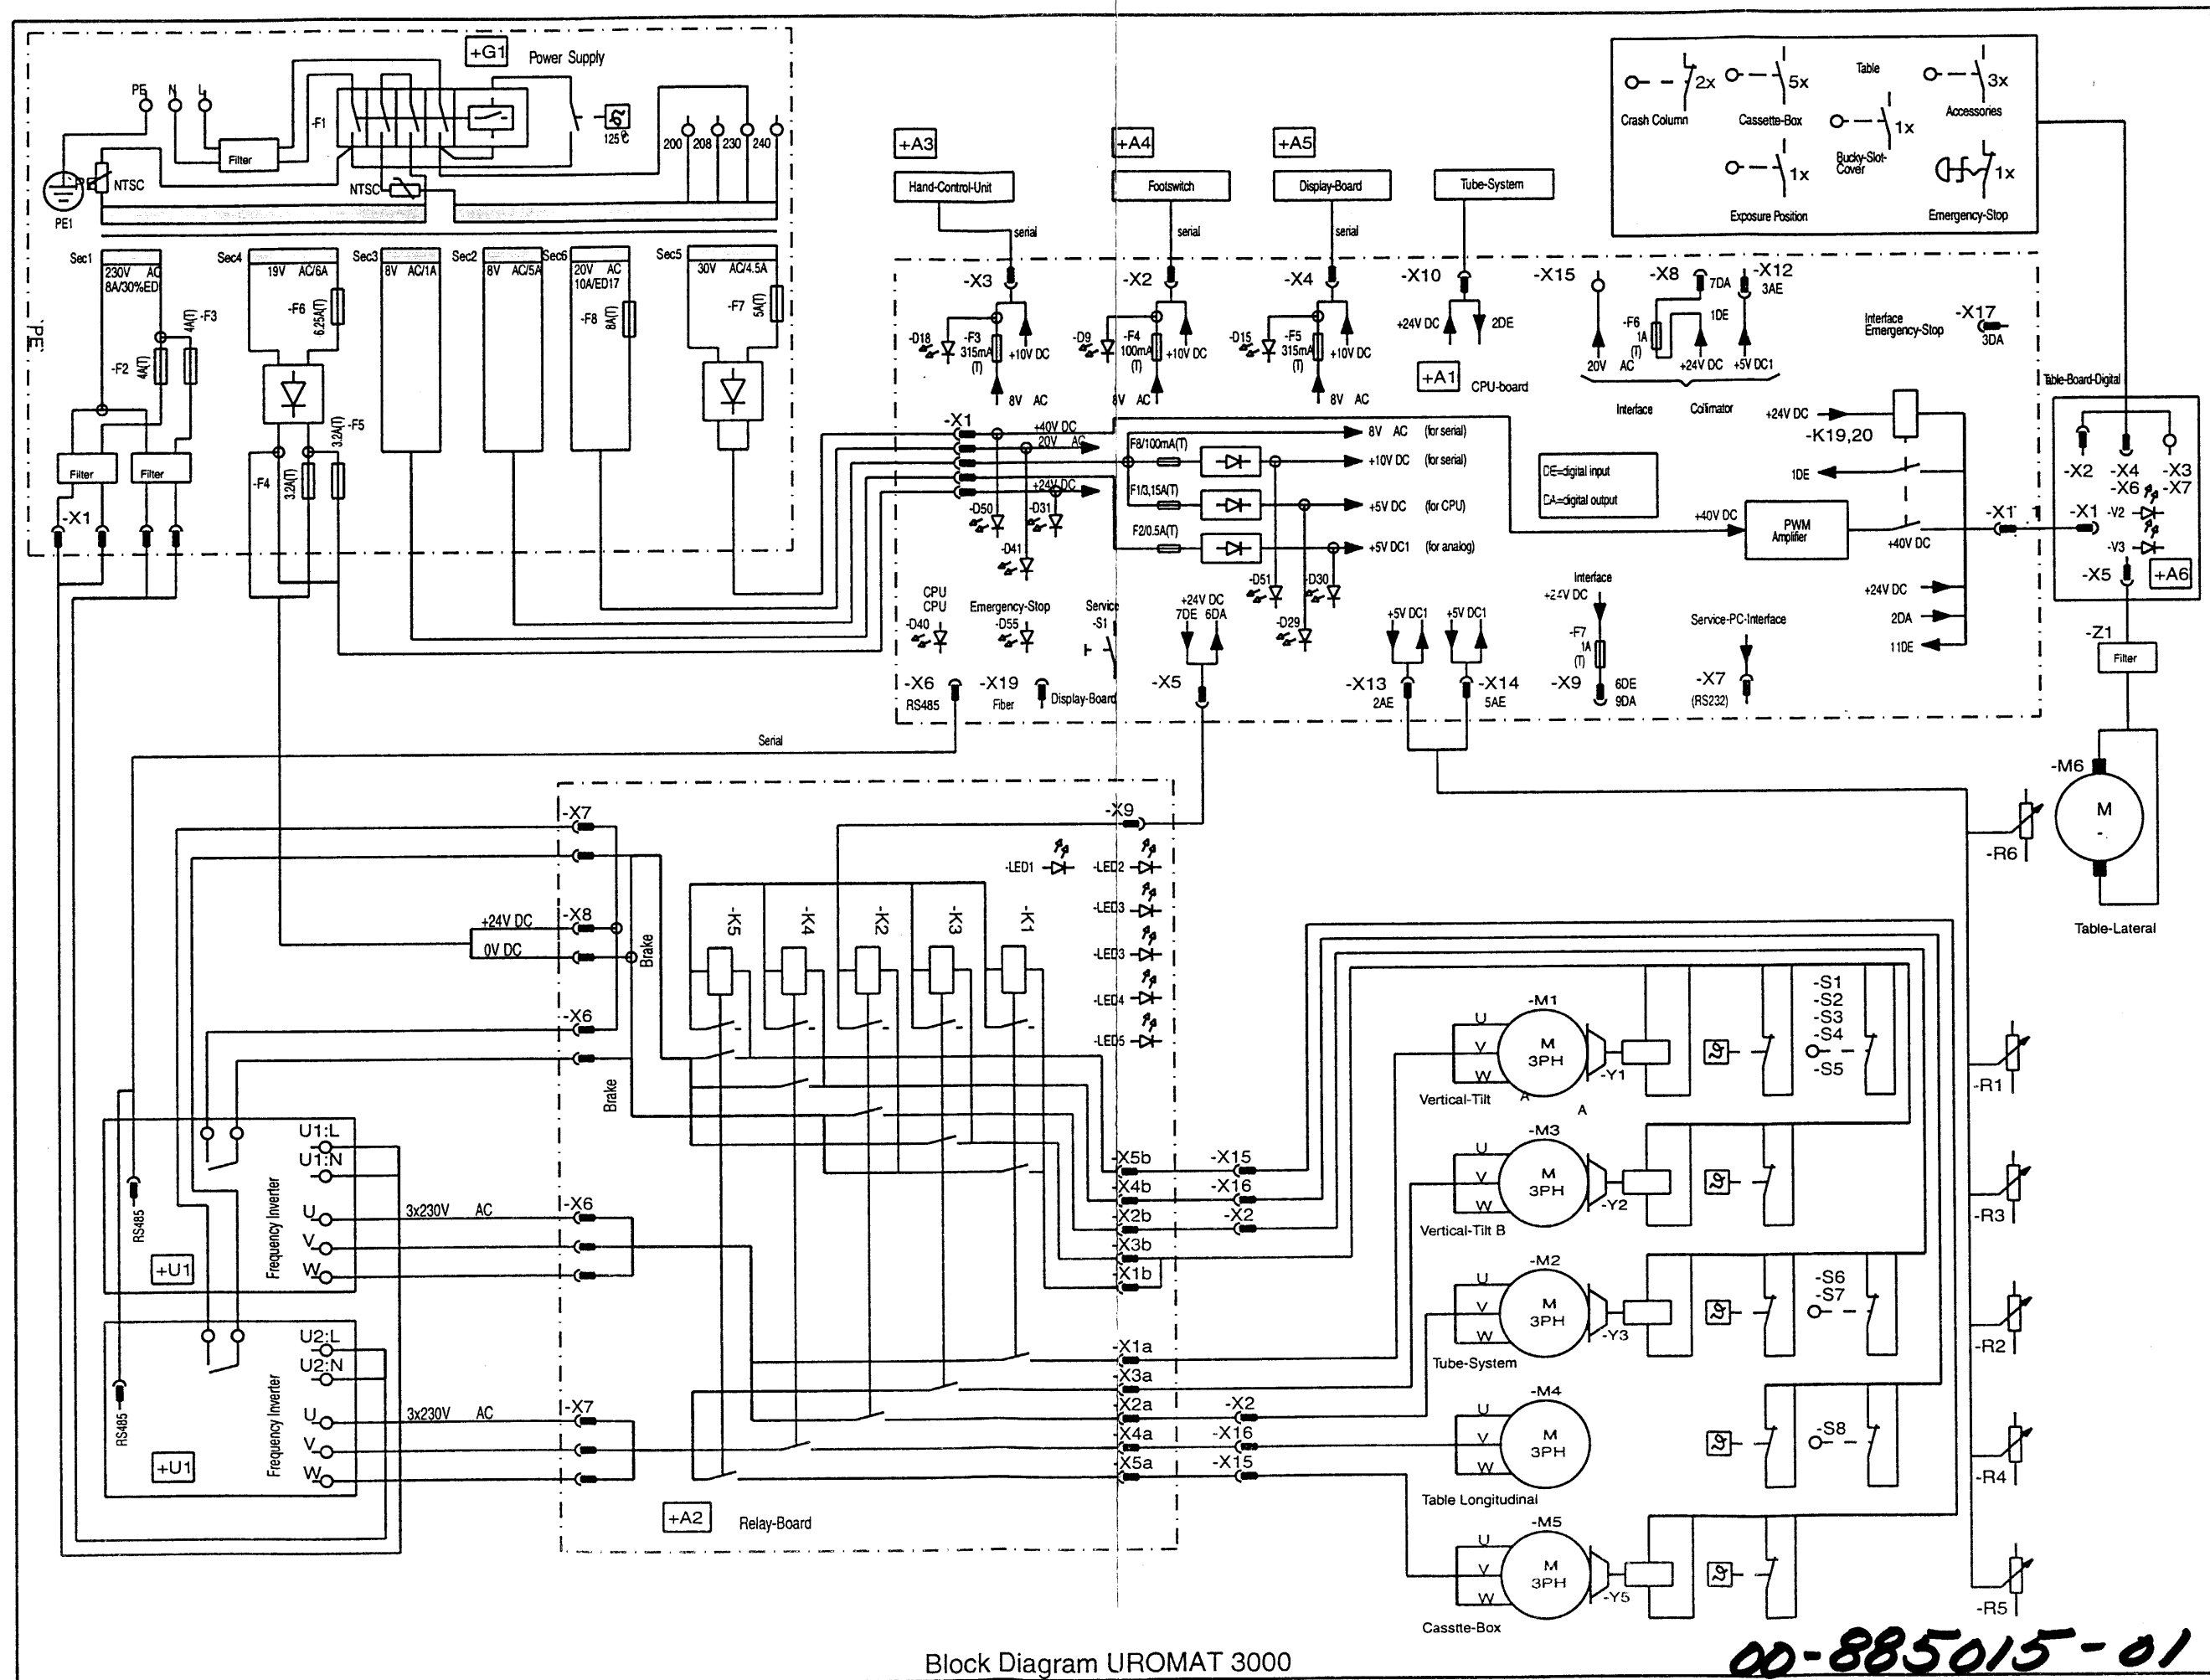 +G1
Power Supply
PE N L
-F1
Filter
125°C
200 208 230 240
NTSC
NTSC
PE
PE1
'PE'
Sec1
230V AC
8A/30%ED
Sec4
19V AC/6A
Sec3
8V AC/1A
Sec2
8V AC/5A
Sec6
20V AC
10A/ED17
Sec5
30V AC/4.5A
-F2
4A(T)
4A(T)
-F3
-F6
6.25A(T)
-F8
8A(T)
-F7
5A(T)
Filter
Filter
-F4
3.2A(T)
3.2A(T)
-F5
-X1
+A3
Hand-Control-Unit
serial
+A4
Footswitch
serial
+A5
Display-Board
serial
Tube-System
2x
Crash Column
5x
Cassette-Box
Table
1x
Bucky-Slot-
Cover
3x
Accessories
1x
Exposure Position
1x
Emergency-Stop
-X3
-D18
-F3
315mA
(T)
+10V DC
8V AC
-X2
-D9
-F4
100mA
(T)
+10V DC
8V AC
-X4
-D15
-F5
315mA
(T)
+10V DC
8V AC
-X10
+24V DC
2DE
+A1
CPU-board
-X15
20V AC
-X8
7DA
-F6
1A
(T)
1DE
+24V DC
-X12
3AE
+5V DC1
Interface Collimator
Interface
Emergency-Stop
-X17
3DA
-X1
+40V DC
20V AC
+24V DC
-D50
-D31
-D41
F8/100mA(T)
F1/3,15A(T)
F2/0.5A(T)
8V AC (for serial)
+10V DC (for serial)
+5V DC (for CPU)
+5V DC1 (for analog)
-D51
-D30
-D29
DE=digital input
DA=digital output
+24V DC
-K19,20
1DE
+40V DC
PWM
Amplifier
+40V DC
-X1
+24V DC
2DA
11DE
Table-Board-Digital
-X2 -X4 -X3
-X6 -X7
-X1
-V2
-V3
-X5
+A6
-Z1
Filter
CPU
CPU
-D40
Emergency-Stop
-D55
Service
-S1
-X6
RS485
-X19
Fiber
Display-Board
+24V DC
7DE 6DA
-X5
+5V DC1
-X13
2AE
+5V DC1
-X14
5AE
Interface
+24V DC
-F7
1A
(T)
-X9
6DE
9DA
Service-PC-Interface
-X7
(RS232)
Serial
-M6
M
Table-Lateral
-R6
-X7
-X9
-LED1
-LED2
-LED3
-LED3
-LED4
-LED5
+24V DC
-X8
0V DC
Brake
-X6
Brake
-K5
-K4
-K2
-K3
-K1
U1:L
U1:N
U
V
W
3x230V AC
RS485
+U1
Frequency Inverter
-X6
U2:L
U2:N
U
V
W
3x230V AC
RS485
+U1
Frequency Inverter
-X7
-X5b -X15
-X4b -X16
-X2b -X2
-X3b
-X1b
-X1a
-X3a
-X2a -X2
-X4a -X16
-X5a -X15
+A2
Relay-Board
-M1
U
V
W
M
3PH
-Y1
Vertical-Tilt A
A
-S1
-S2
-S3
-S4
-S5
-R1
-M3
U
V
W
M
3PH
-Y2
Vertical-Tilt B
-R3
-M2
U
V
W
M
3PH
-Y3
Tube-System
-S6
-S7
-R2
-M4
U
V
W
M
3PH
Table Longitudinal
-S8
-R4
-M5
U
V
W
M
3PH
-Y5
Casstte-Box
-R5
Block Diagram UROMAT 3000
00-885015-01